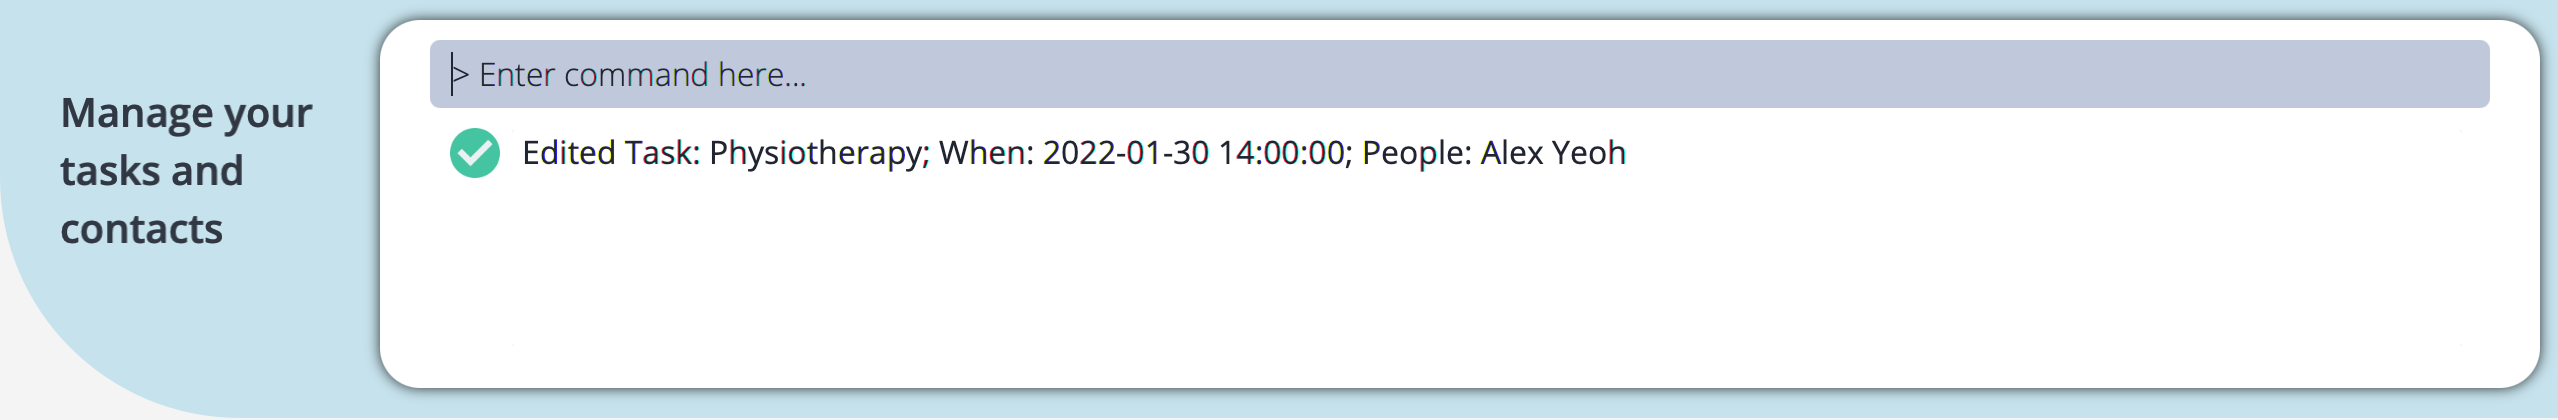 Manage your
tasks and
contacts
> Enter command here...
Edited Task: Physiotherapy; When: 2022-01-30 14:00:00; People: Alex Yeoh